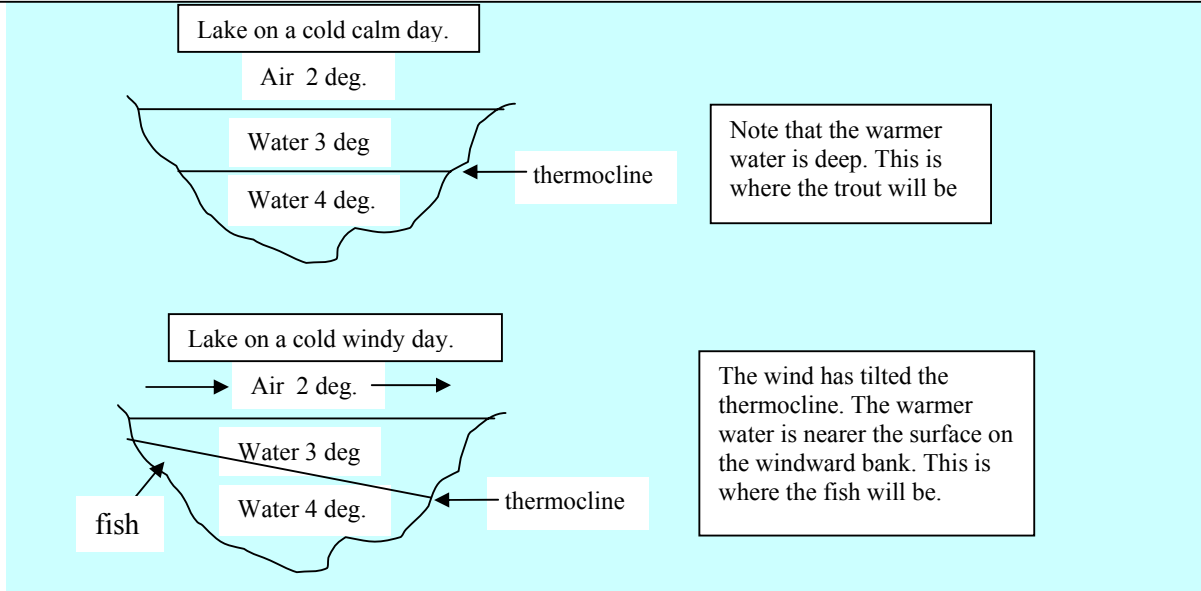 Lake on a cold calm day.
Air 2 deg.
Water 3 deg
thermocline
Water 4 deg.
Note that the warmer
water is deep. This is
where the trout will be
Lake on a cold windy day.
Air 2 deg.
Water 3 deg
thermocline
Water 4 deg.
fish
The wind has tilted the
thermocline. The warmer
water is nearer the surface on
the windward bank. This is
where the fish will be.